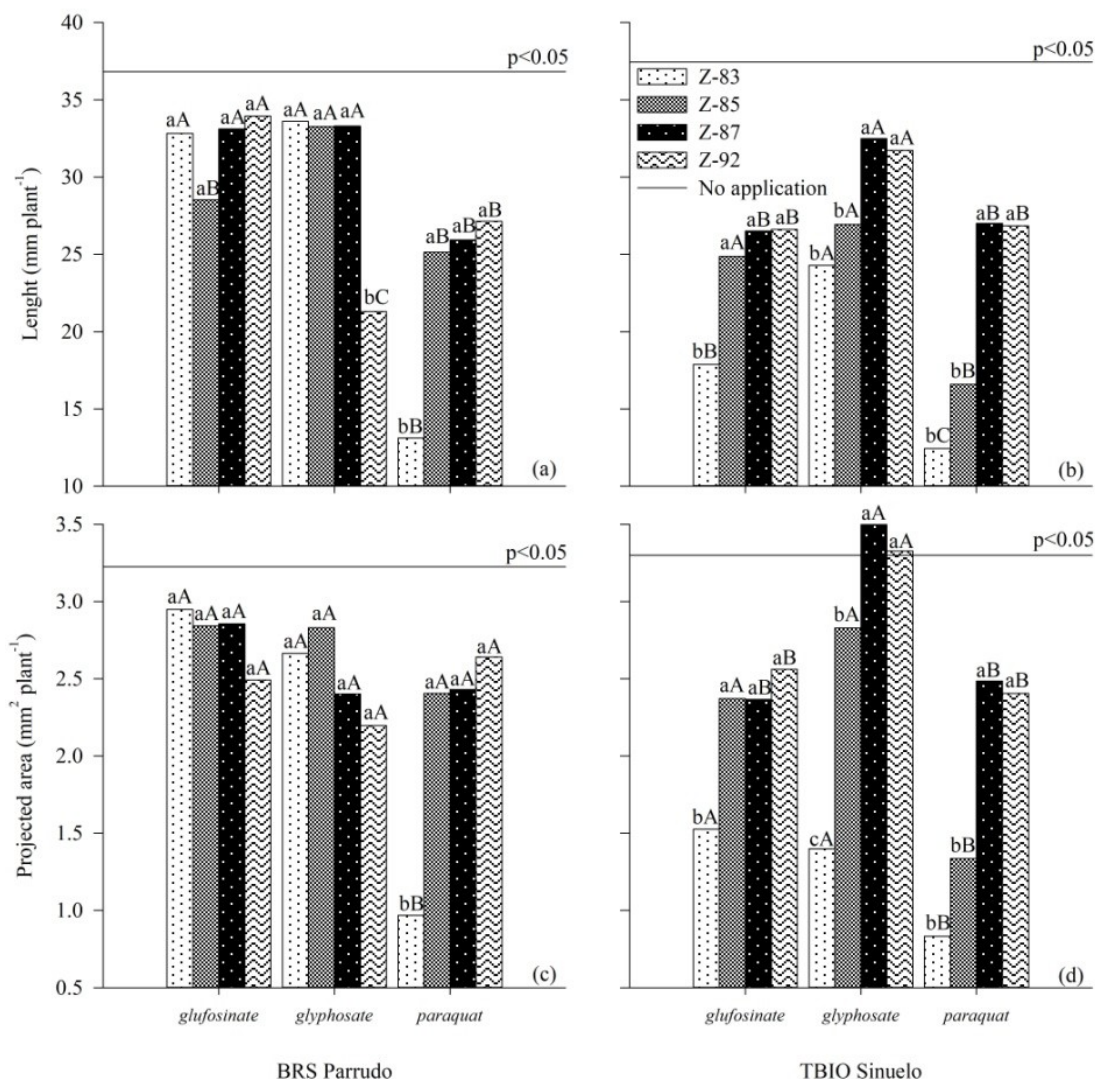 40
35
30
25
20
15
10
Lenght (mm plant⁻¹)
p<0.05
aA
aB
aA
aA
aA
aA
aA
bC
bB
aB
aB
aB
(a)
p<0.05
Z-83
Z-85
Z-87
Z-92
No application
bB
aA
aB
aB
bA
bA
aA
aA
bC
bB
aB
aB
(b)
3.5
3.0
2.5
2.0
1.5
1.0
0.5
Projected area (mm² plant⁻¹)
p<0.05
aA
aA
aA
aA
aA
aA
aA
aA
bB
aA
aA
aA
(c)
p<0.05
bA
aA
aB
aB
cA
bA
aA
aA
bB
bB
aB
aB
(d)
glufosinate glyphosate paraquat
glufosinate glyphosate paraquat
BRS Parrudo
TBIO Sinuelo